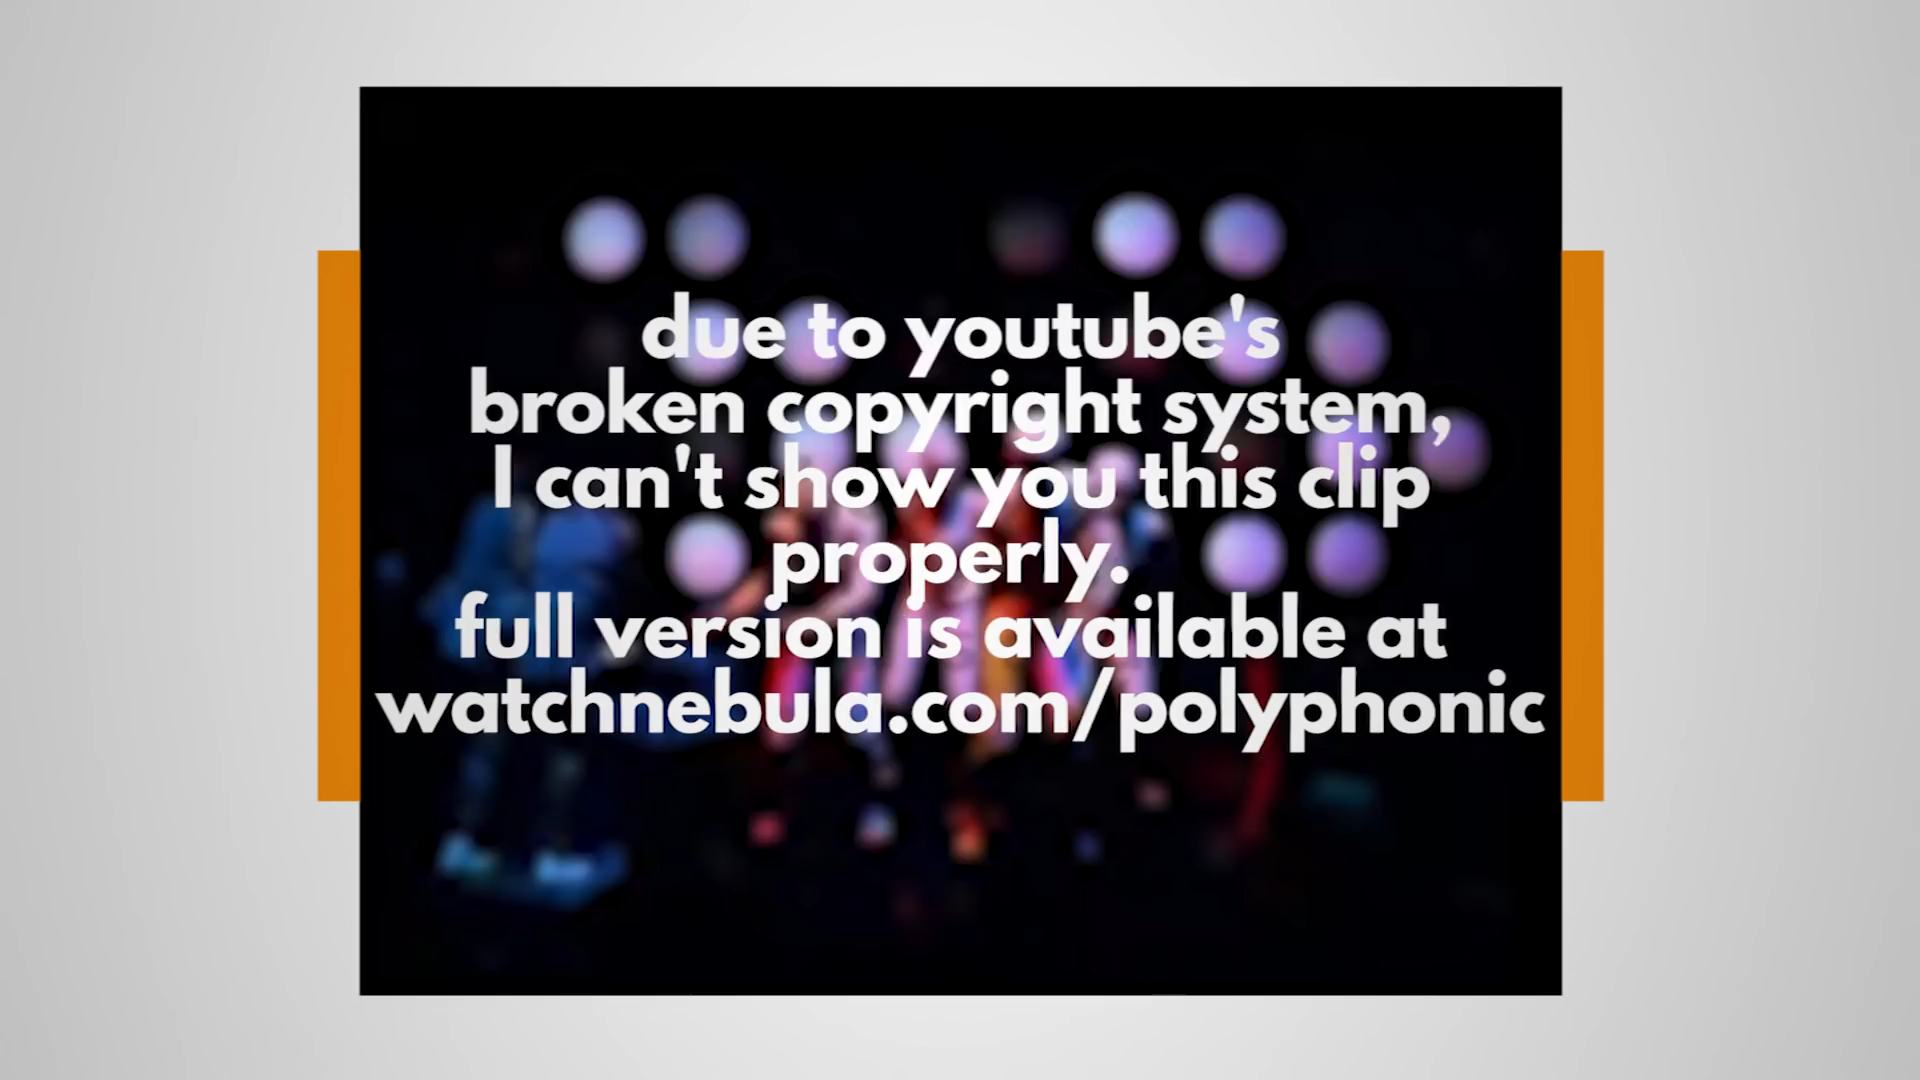 due to youtube's
broken copyright system,
I can't show you this clip
properly.
full version is available at
watchnebula.com/polyphonic